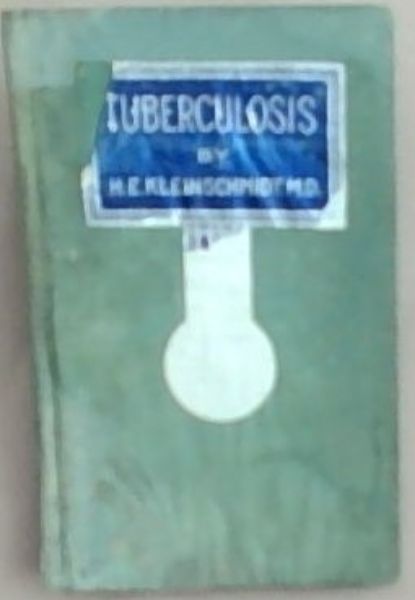 TUBERCULOSIS
BY
H. E. KLEINSCHMIDT M. D.